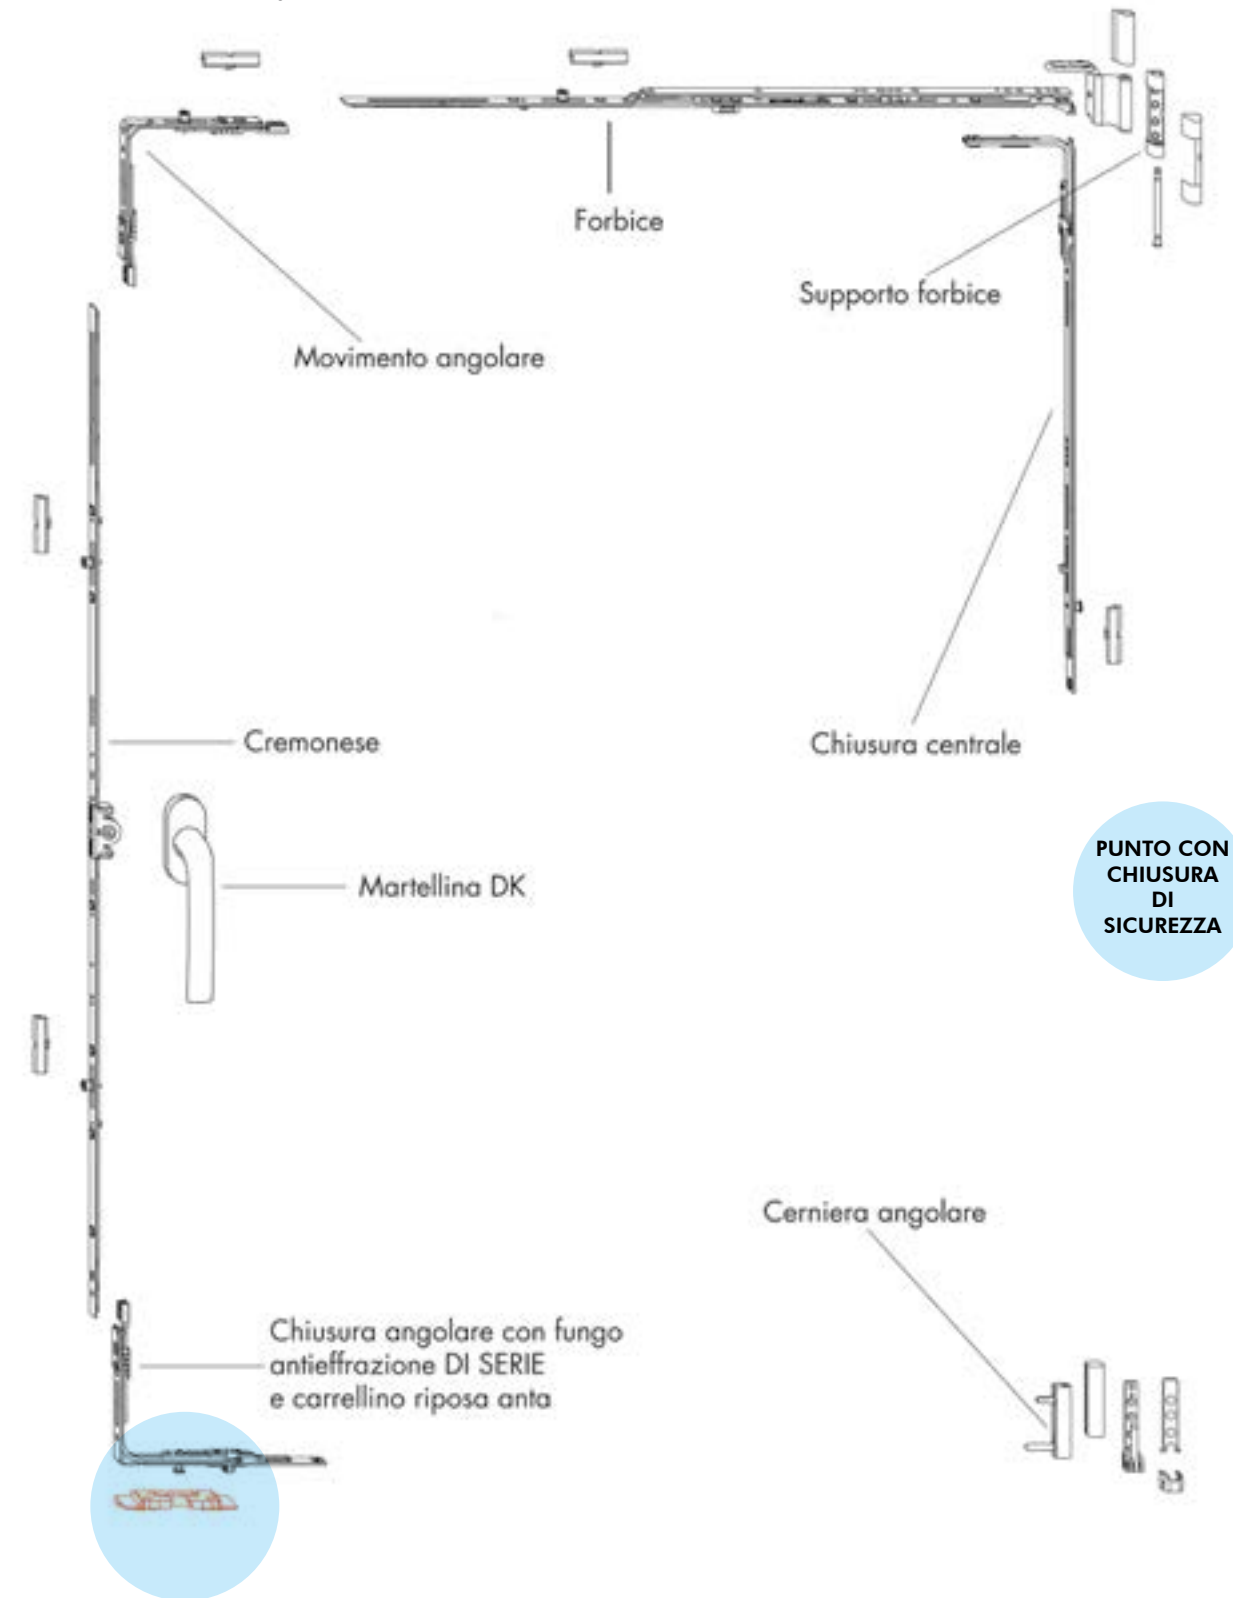 Forbice
Supporto forbice
Movimento angolare
Cremonese
Chiusura centrale
PUNTO CON
CHIUSURA
DI
SICUREZZA
Martellina DK
Cerniera angolare
Chiusura angolare con fungo
antieffrazione DI SERIE
e carrellino riposa anta